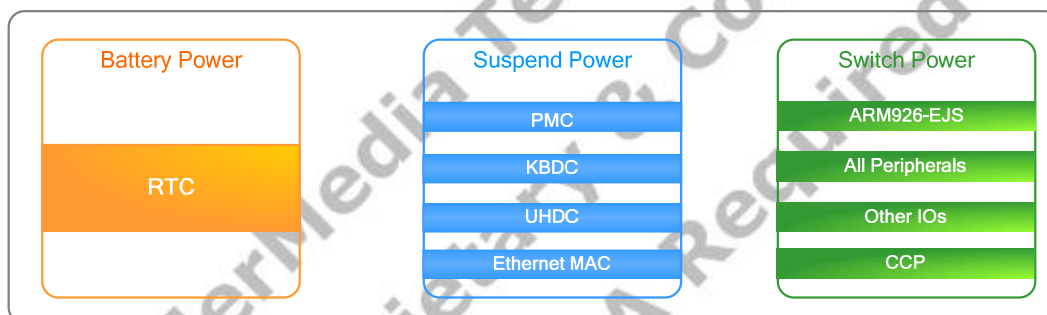 Battery Power
RTC
Suspend Power
PMC
KBDC
UHDC
Ethernet MAC
Switch Power
ARM926-EJS
All Peripherals
Other IOs
CCP